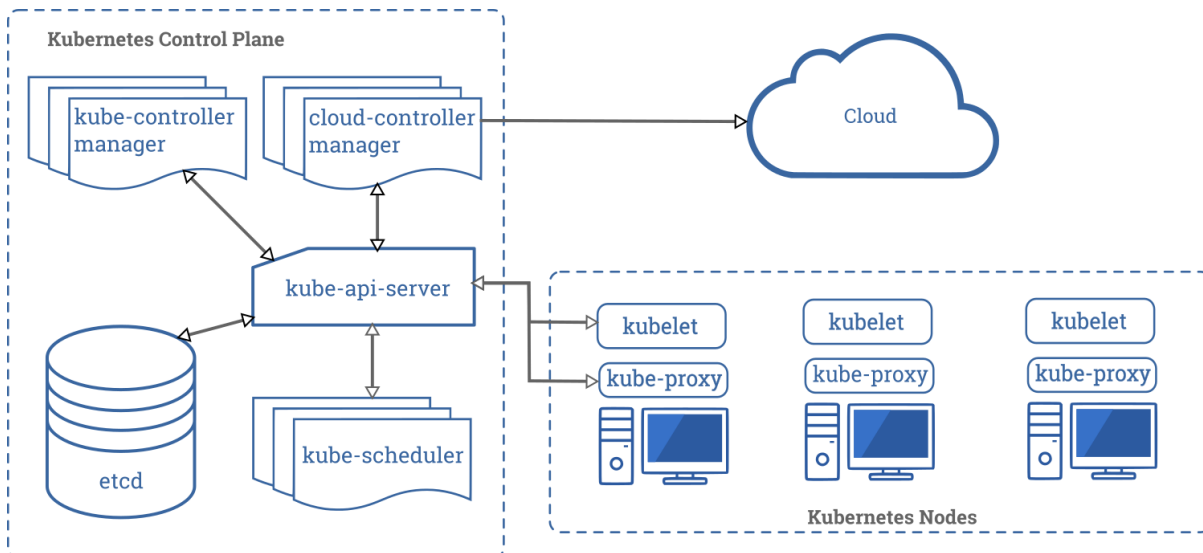 Kubernetes Control Plane
kube-controller
manager
cloud-controller
manager
Cloud
kube-api-server
kubelet
kubelet
kubelet
kube-proxy
kube-proxy
kube-proxy
kube-scheduler
etcd
Kubernetes Nodes